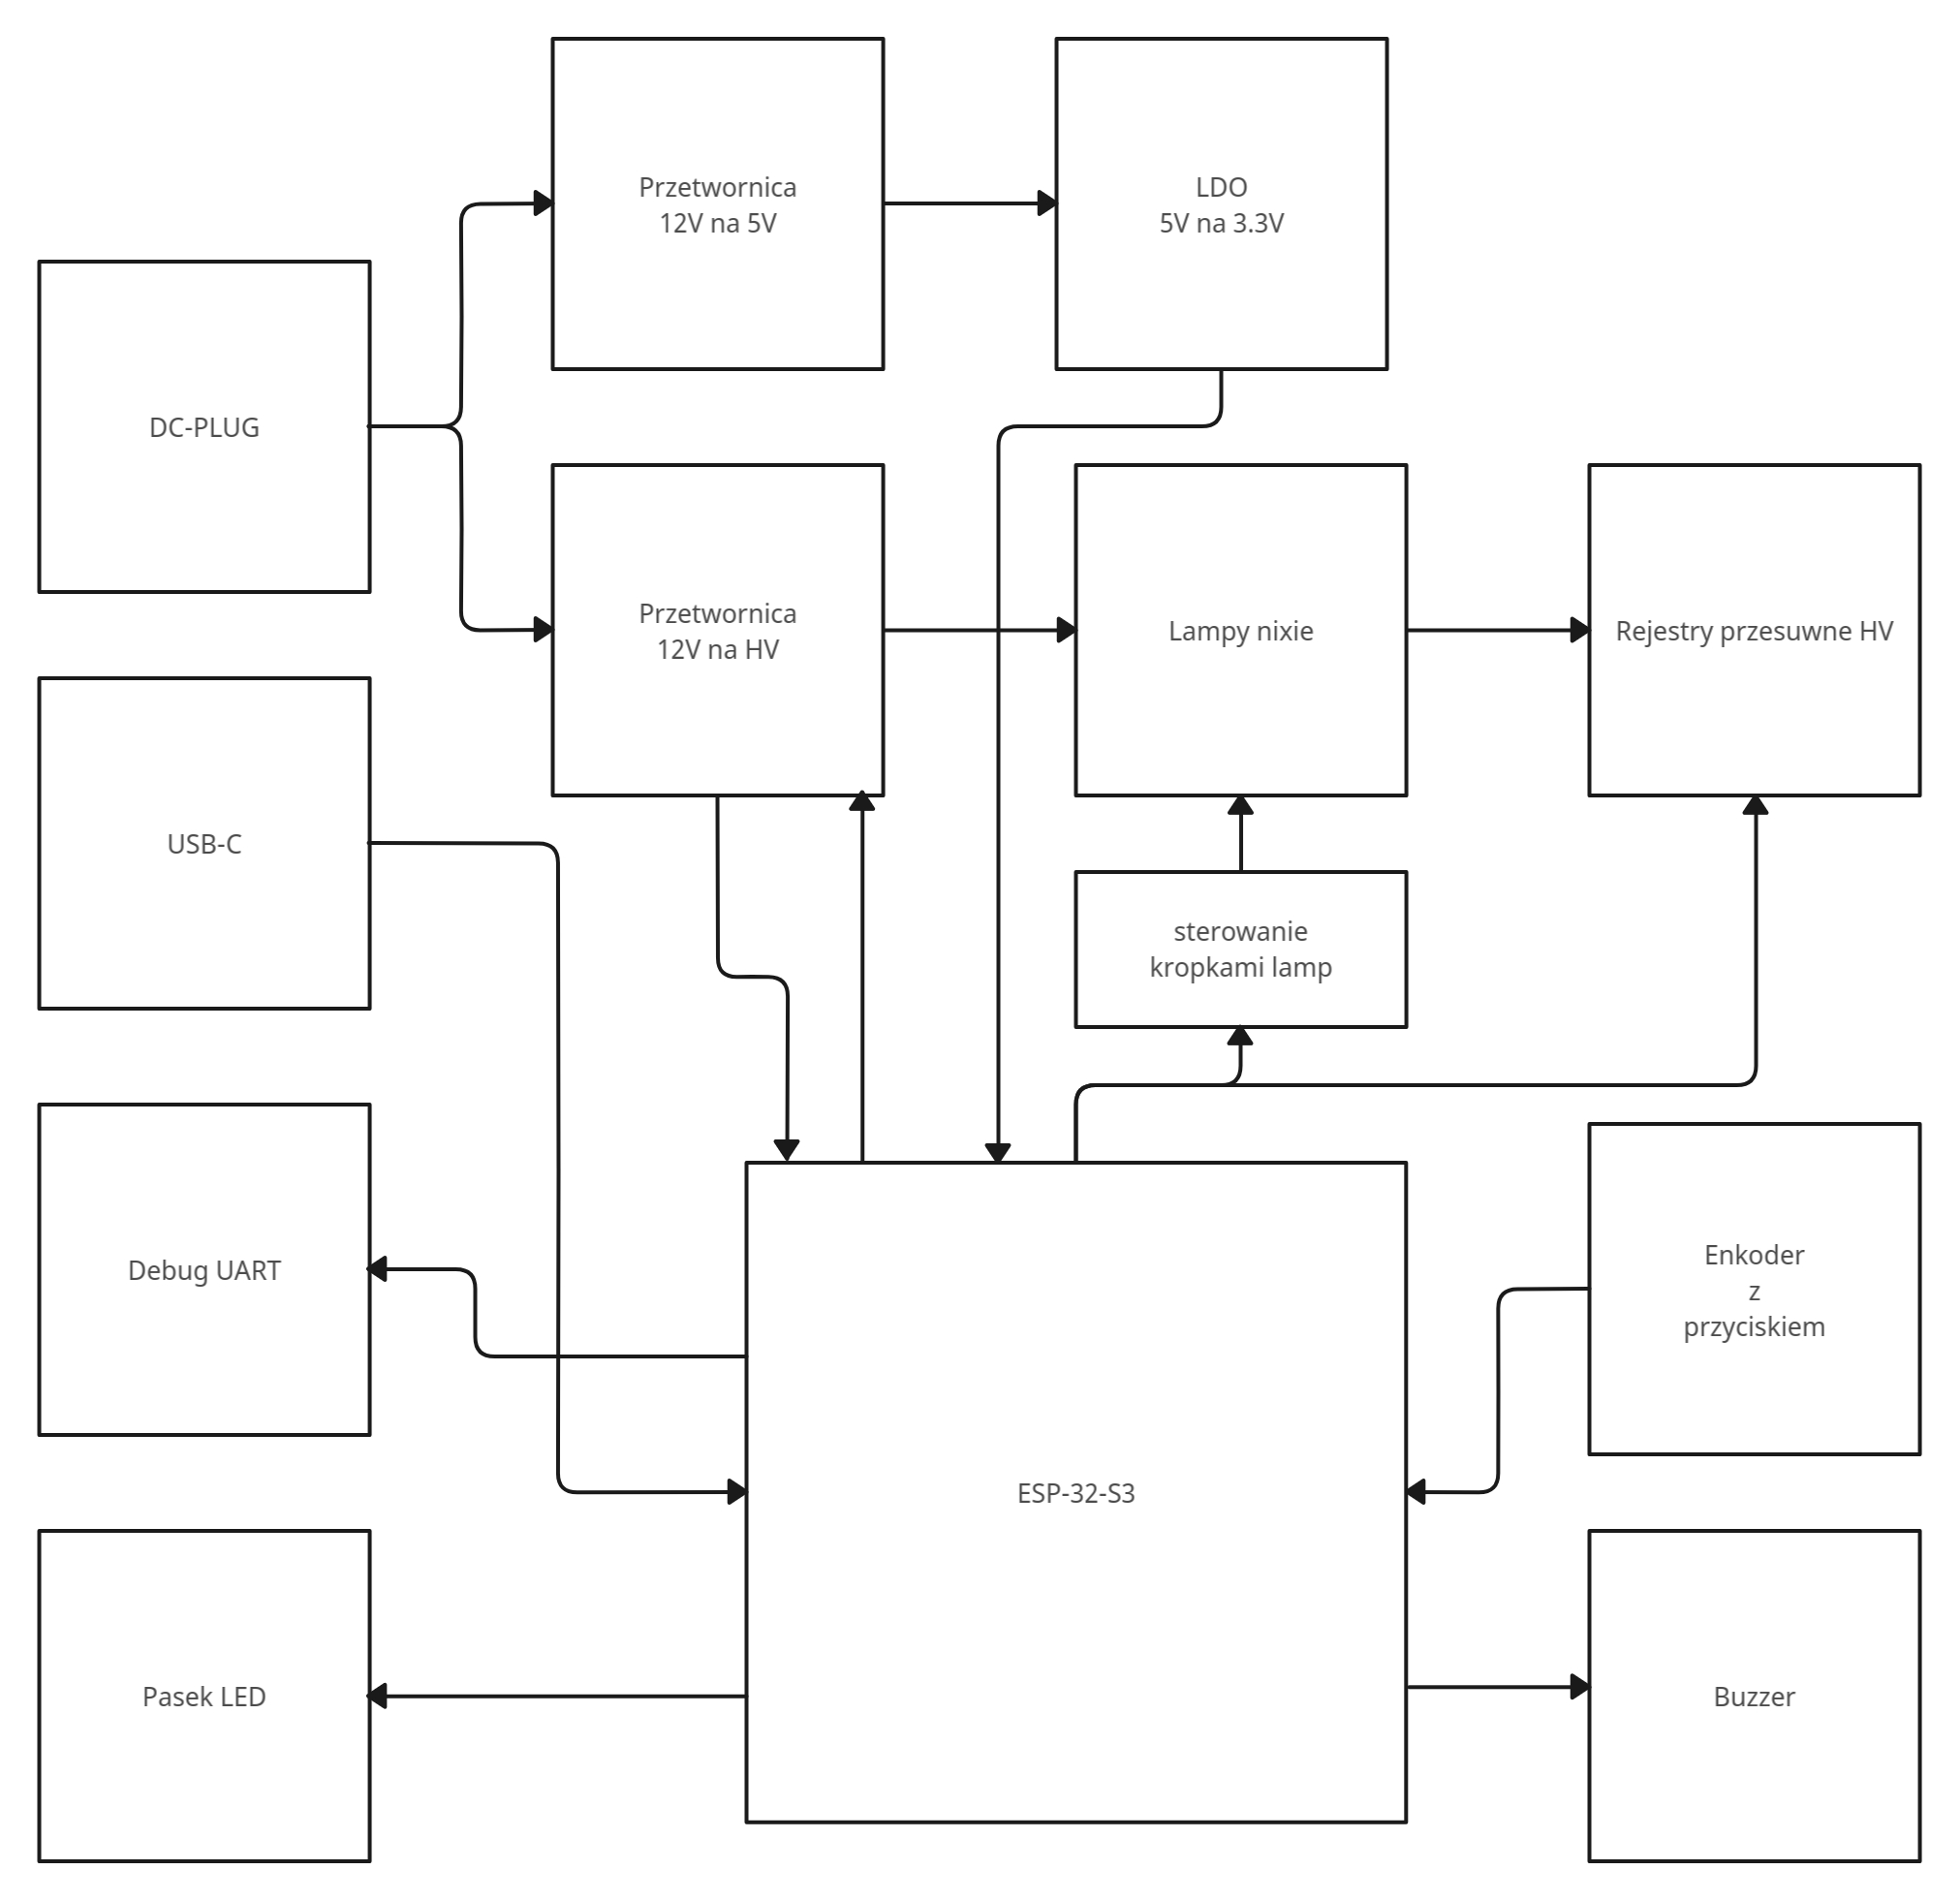 Przetwornica
12V na 5V
LDO
5V na 3.3V
DC-PLUG
Przetwornica
12V na HV
Lampy nixie
Rejestry przesuwne HV
USB-C
sterowanie
kropkami lamp
Debug UART
Enkoder
z
przyciskiem
ESP-32-S3
Pasek LED
Buzzer